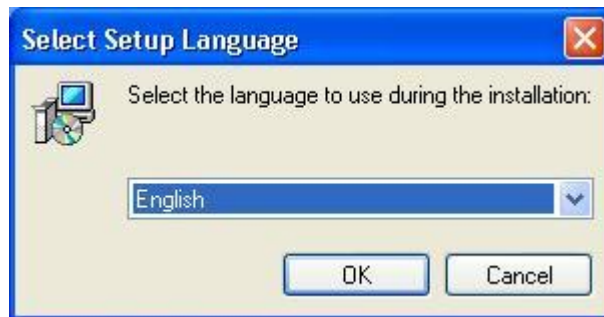 Select Setup Language
Select the language to use during the installation:
English
OK
Cancel